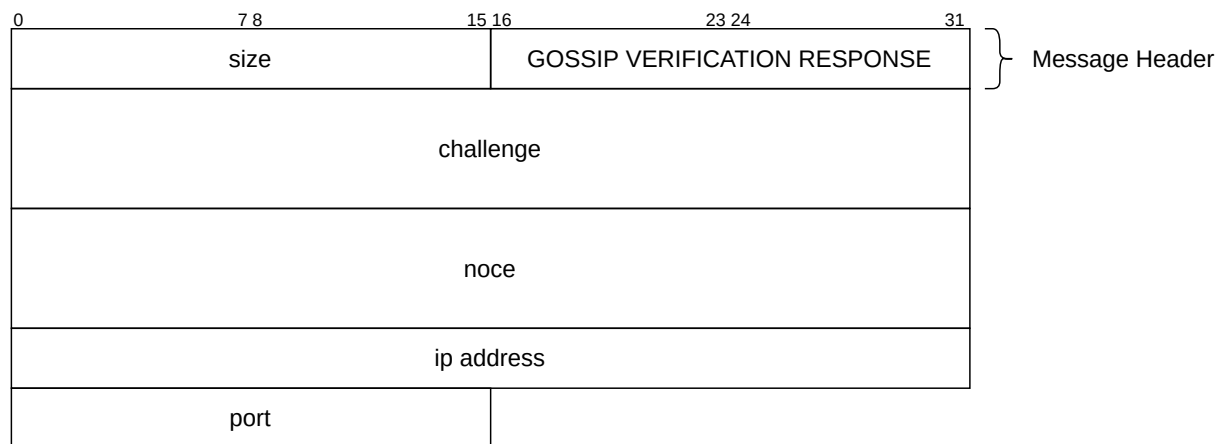 0 7 8 15 16 23 24 31
size GOSSIP VERIFICATION RESPONSE Message Header
challenge
noce
ip address
port